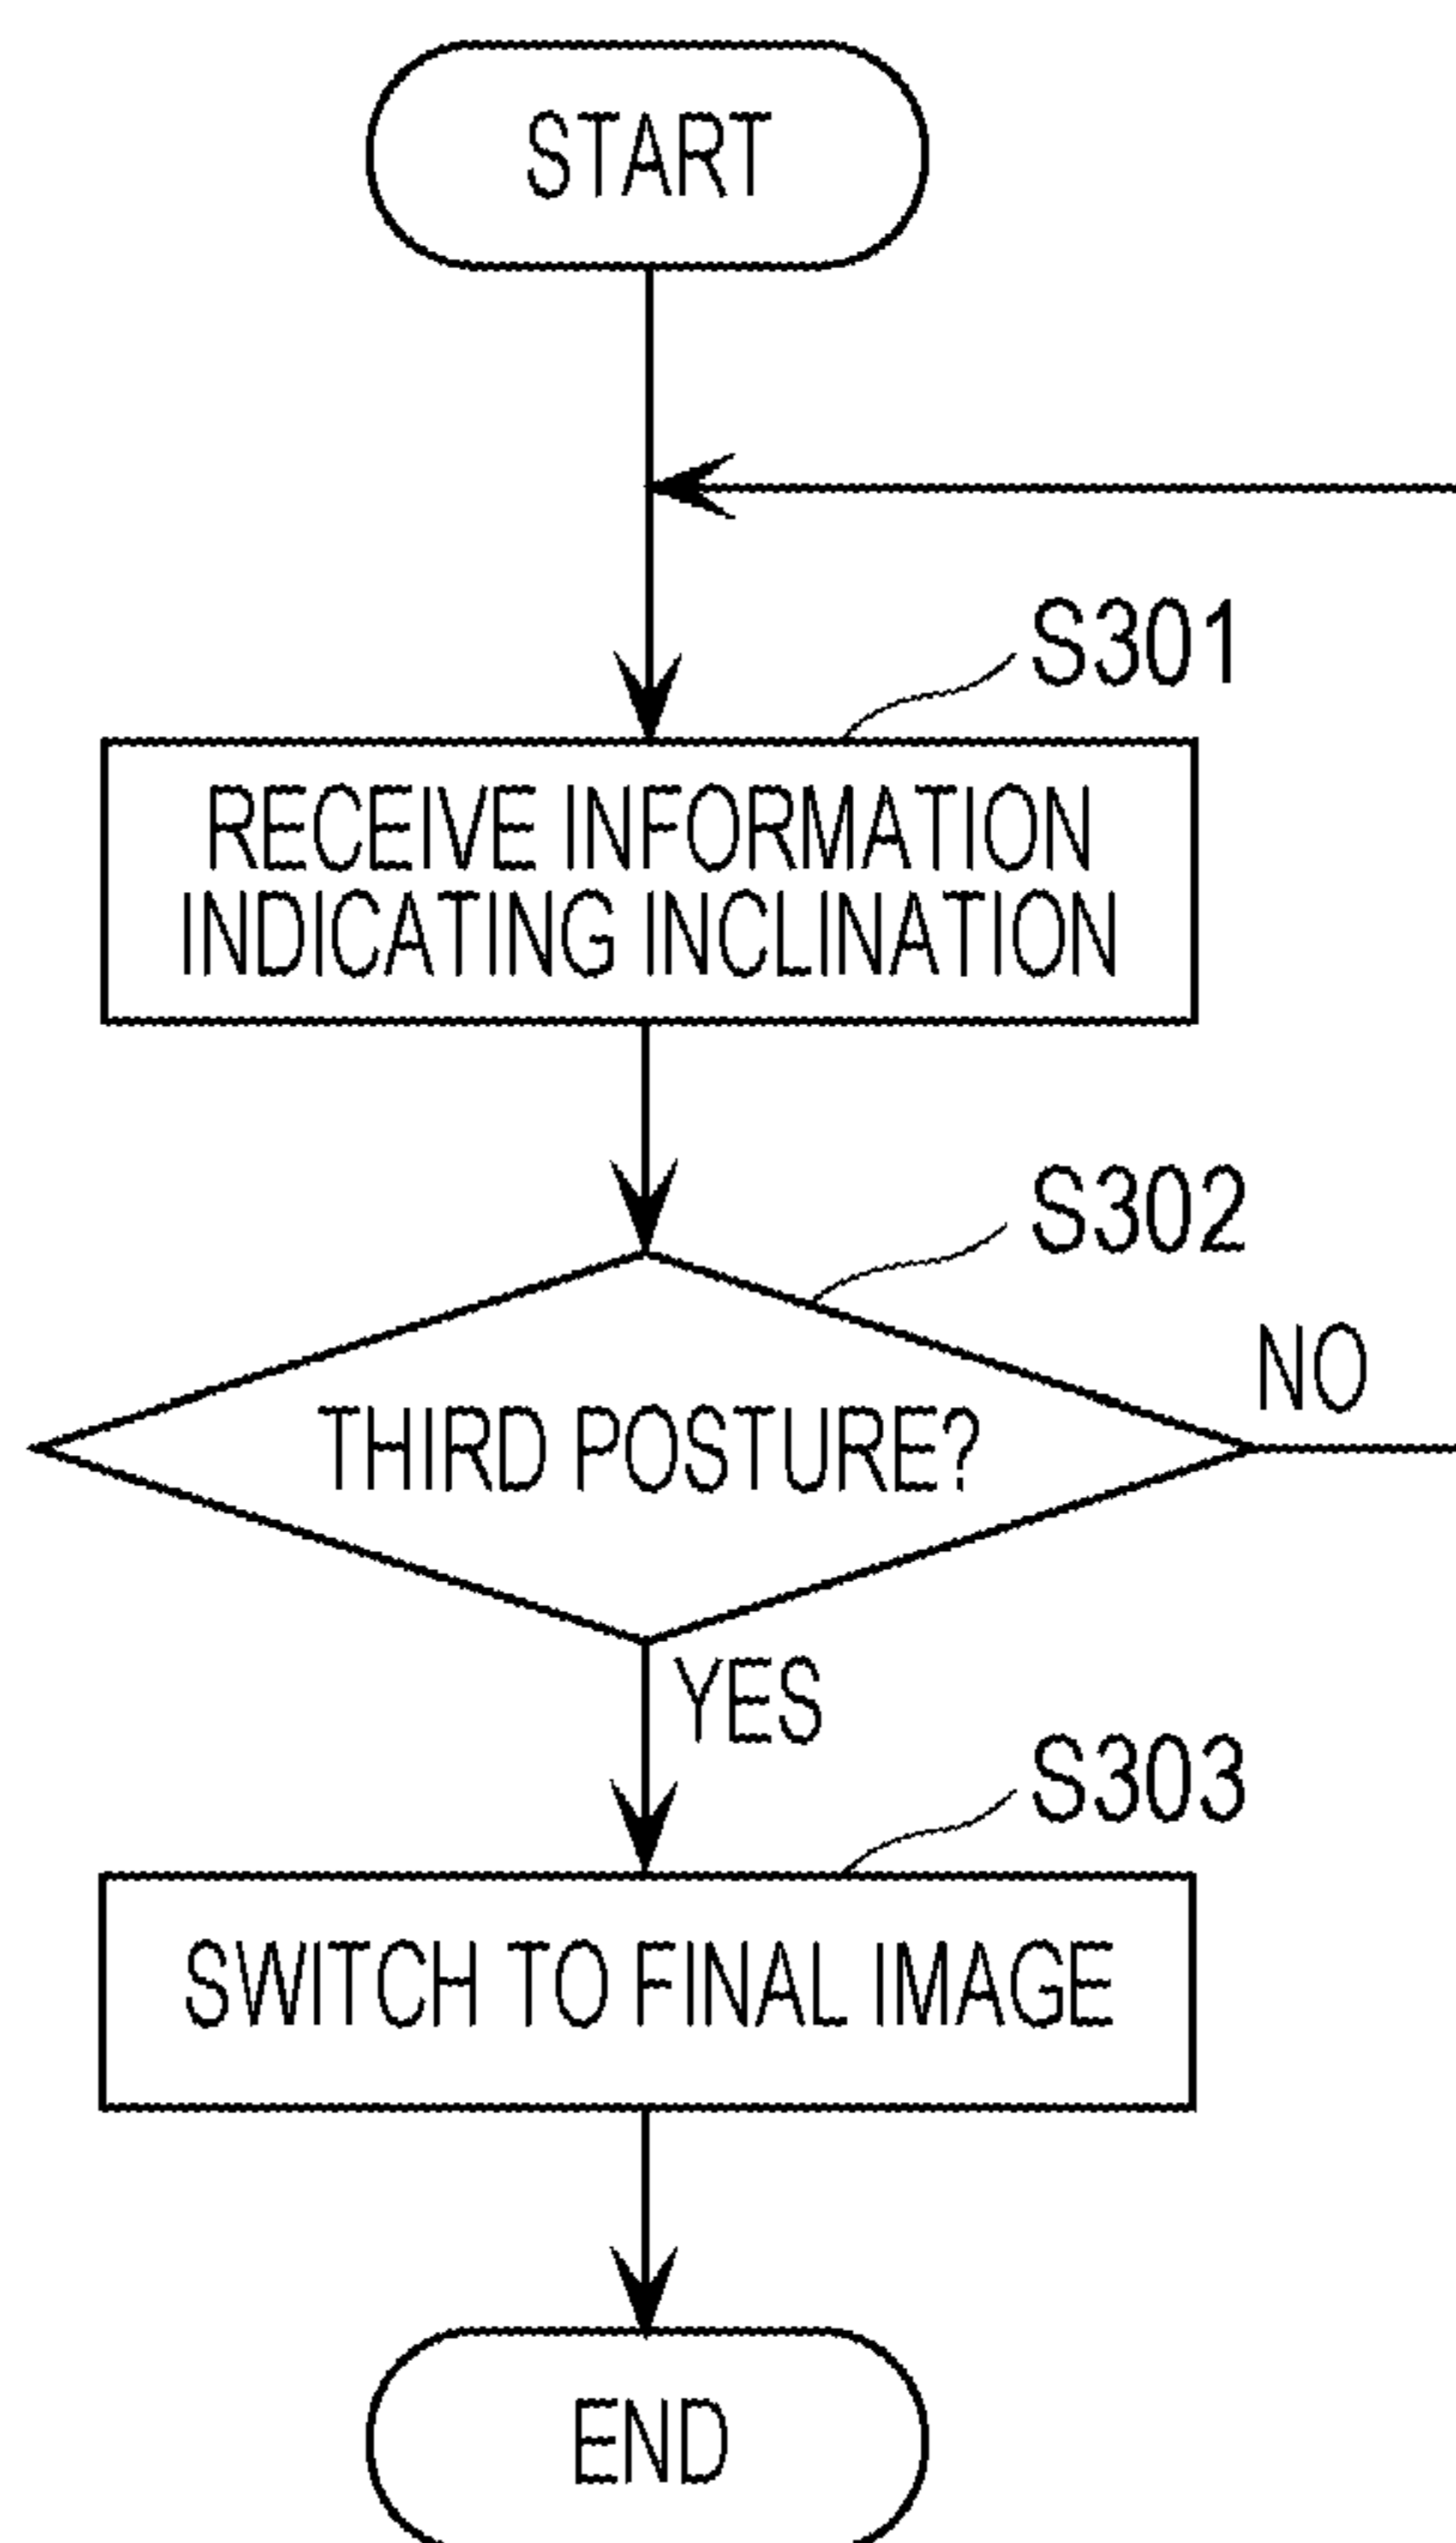 START
S301
RECEIVE INFORMATION
INDICATING INCLINATION
S302
NO
THIRD POSTURE?
YES
S303
SWITCH TO FINAL IMAGE
END